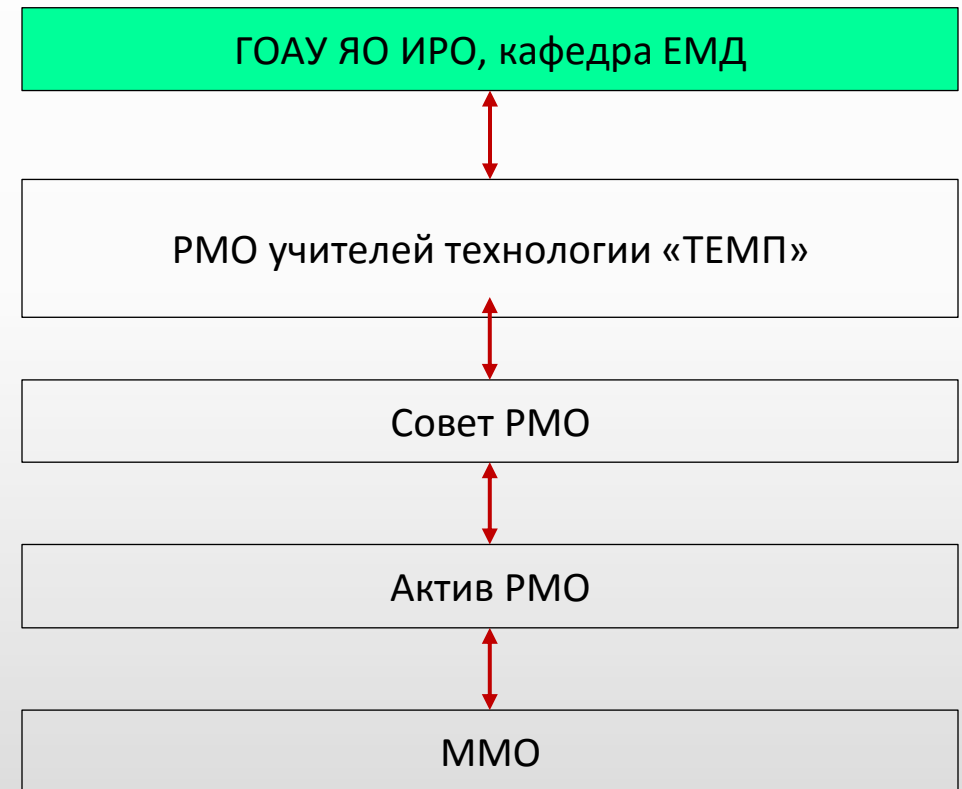 ГОАУ ЯО ИРО, кафедра ЕМД
РМО учителей технологии «ТЕМП»
Совет РМО
Актив РМО
ММО